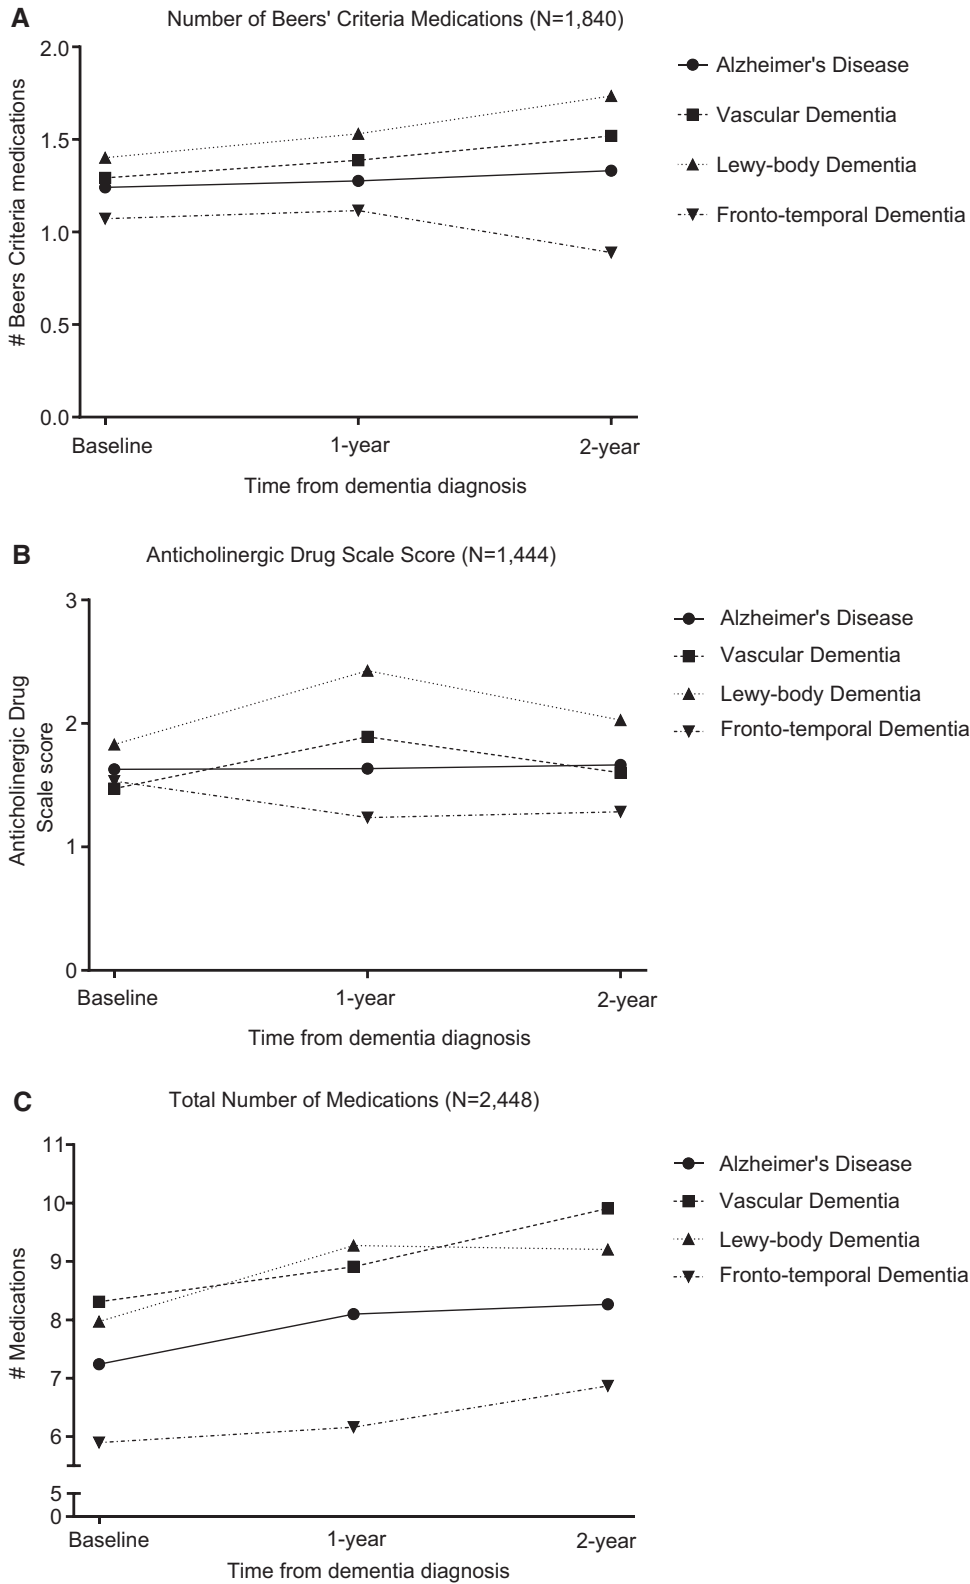 A
Number of Beers' Criteria Medications (N=1,840)
# Beers Criteria medications
2.0
1.5
1.0
0.5
0.0
Baseline
1-year
2-year
Time from dementia diagnosis
Alzheimer's Disease
Vascular Dementia
Lewy-body Dementia
Fronto-temporal Dementia
B
Anticholinergic Drug Scale Score (N=1,444)
Anticholinergic Drug
Scale score
3
2
1
0
Baseline
1-year
2-year
Time from dementia diagnosis
Alzheimer's Disease
Vascular Dementia
Lewy-body Dementia
Fronto-temporal Dementia
C
Total Number of Medications (N=2,448)
# Medications
11
10
9
8
7
6
5
0
Baseline
1-year
2-year
Time from dementia diagnosis
Alzheimer's Disease
Vascular Dementia
Lewy-body Dementia
Fronto-temporal Dementia